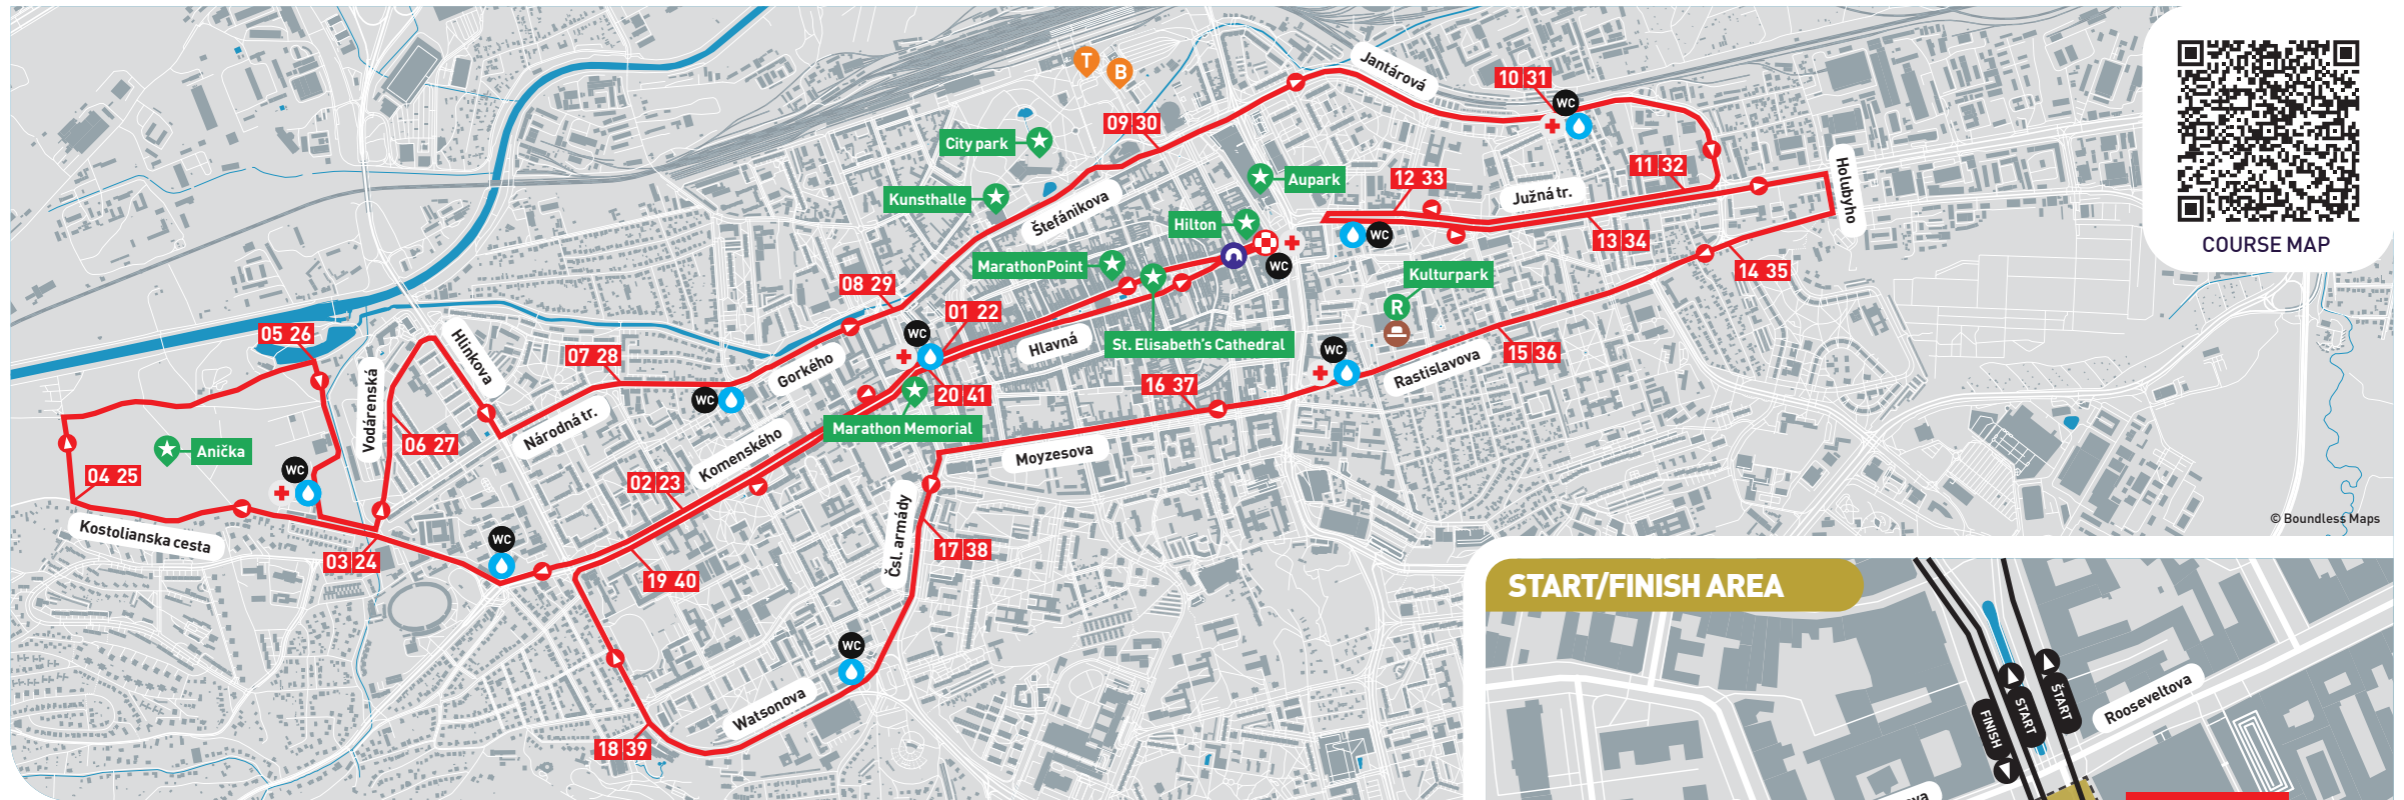 T
B
Jantárová
10|31
WC
09|30
City park
11|32
Holubyho
Aupark
12 33
Kunsthalle
Južná tr.
Štefánikova
Hilton
13|34
COURSE MAP
WC
WC
MarathonPoint
Kulturpark
14 35
08 29
R
01 22
05 26
WC
St. Elisabeth's Cathedral
Hlavná
Hlinkova
07 28
WC
15|36
Gorkého
Rastislavova
16 37
WC
20|41
Vodárenská
Národná tr.
Marathon Memorial
06 27
Anička
Komenského
Moyzesova
WC
04 25
02|23
Kostolianska cesta
Čsl. armády
© Boundless Maps
WC
17|38
03|24
19 40
START/FINISH AREA
WC
Watsonova
18|39
FINISH
START
ŠTART
Rooseveltova